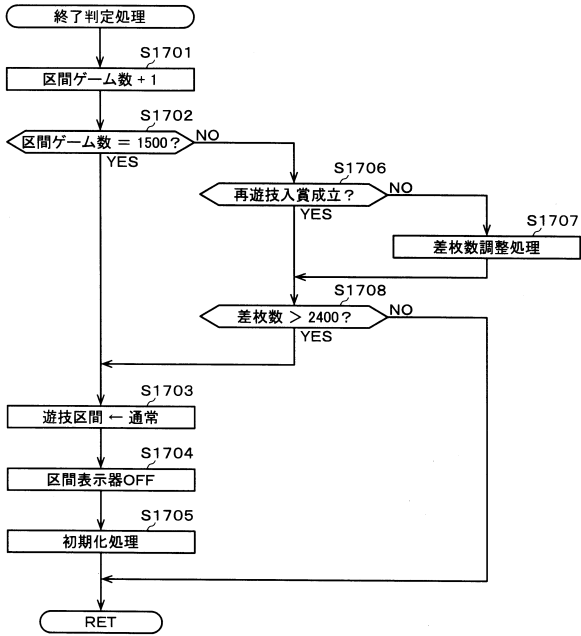 終了判定処理
S1701
区間ゲーム数 + 1
S1702
区間ゲーム数 = 1500?
NO
YES
S1706
再遊技入賞成立?
NO
YES
S1707
差枚数調整処理
S1708
差枚数 > 2400?
NO
YES
S1703
遊技区間 ← 通常
S1704
区間表示器OFF
S1705
初期化処理
RET